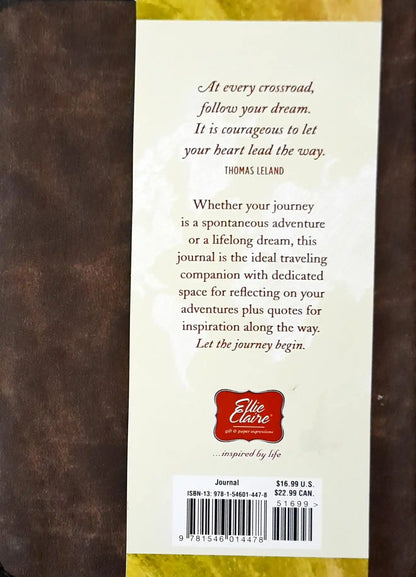 At every crossroad,
follow your dream.
It is courageous to let
your heart lead the way.
THOMAS LELAND
Whether your journey
is a spontaneous adventure
or a lifelong dream, this
journal is the ideal traveling
companion with dedicated
space for reflecting on your
adventures plus quotes for
inspiration along the way.
Let the journey begin.
Ellie
Claire®
gift & paper expressions
...inspired by life
Journal
ISBN-13: 978-1-54601-447-8
$16.99 U.S.
$22.99 CAN.
51699>
9 781546 014478